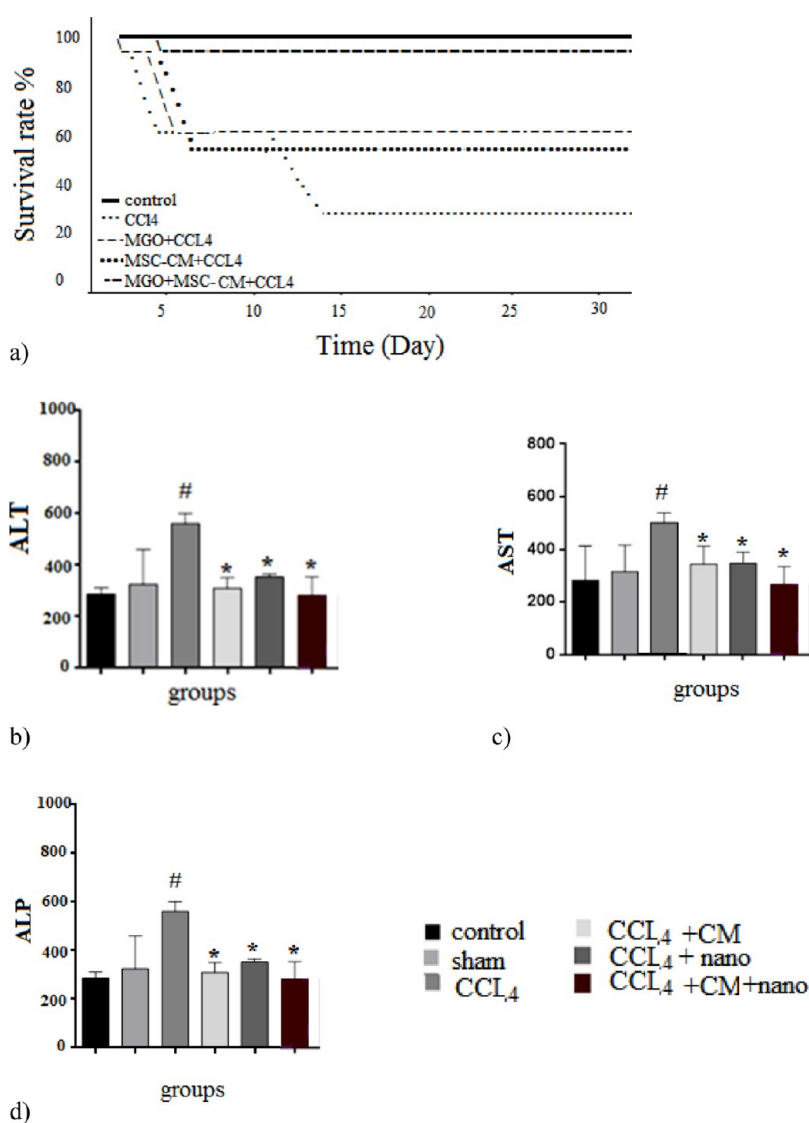 100
80
60
40
20
0
Survival rate %
control
CCl4
MGO+CCL4
MSC-CM+CCL4
MGO+MSC-CM+CCL4
5 10 15 20 25 30
Time (Day)
a)
1000
800
600
400
200
0
ALT
# * * *
groups
b)
800
600
400
200
0
AST
# * * *
groups
c)
1000
800
600
400
200
0
ALP
# * * *
groups
control
sham
CCL4
CCL4 +CM
CCL4 + nano
CCL4 +CM+nano
d)